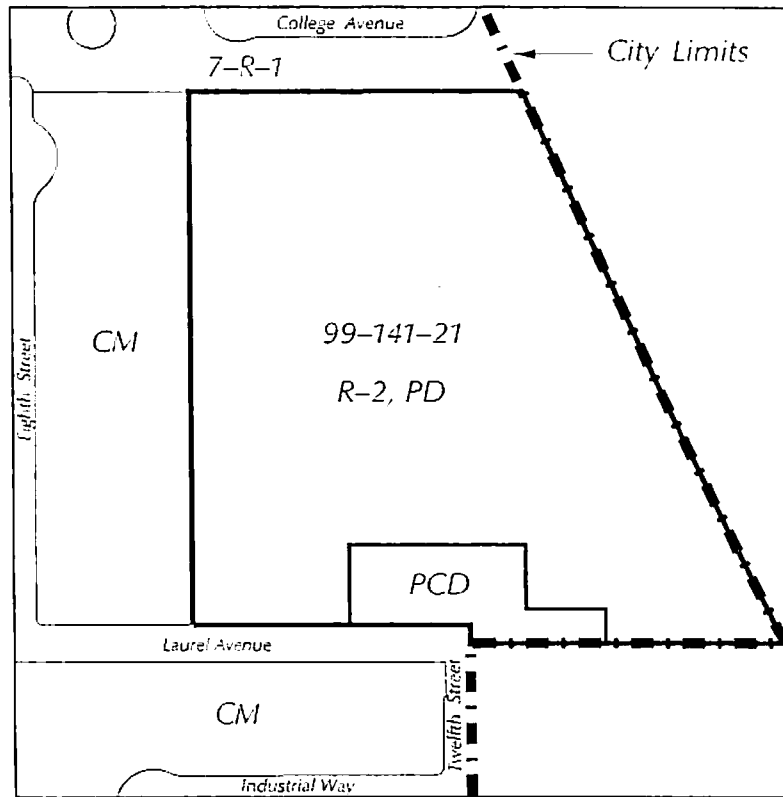 College Avenue
City Limits
7-R-1
99-141-21
R-2, PD
CM
Eighth Street
PCD
Laurel Avenue
CM
Twelfth Street
Industrial Way